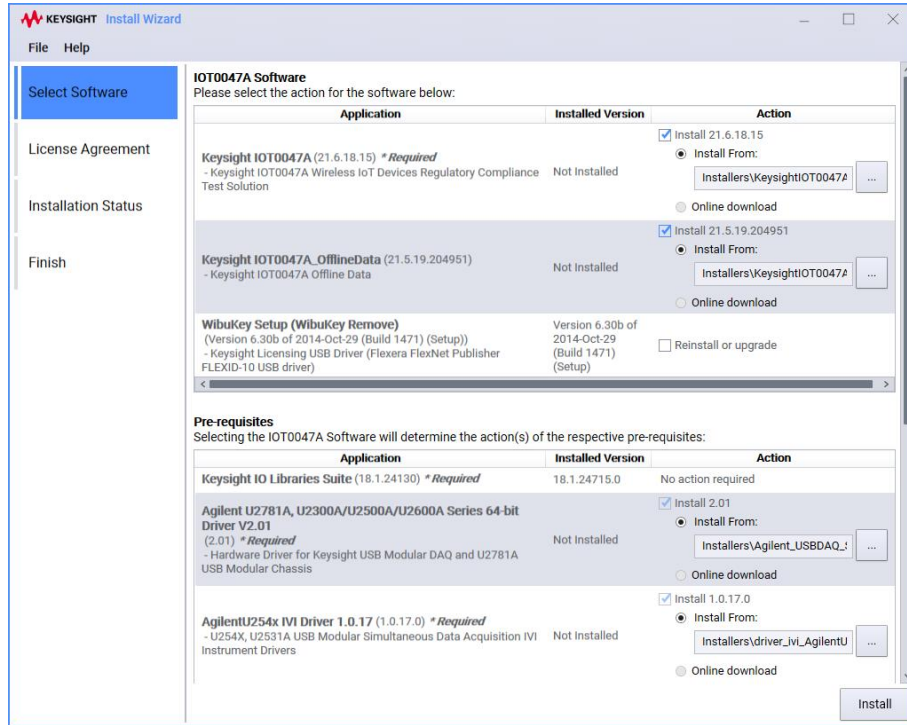 KEYSIGHT Install Wizard
File Help
Select Software
License Agreement
Installation Status
Finish
IOT0047A Software
Please select the action for the software below:
Application Installed Version Action
Keysight IOT0047A (21.6.18.15) * Required
- Keysight IOT0047A Wireless IoT Devices Regulatory Compliance
Test Solution
Not Installed
Install 21.6.18.15
Install From:
Installers\KeysightIOT0047A ...
Online download
Keysight IOT0047A_OfflineData (21.5.19.204951)
- Keysight IOT0047A Offline Data
Not Installed
Install 21.5.19.204951
Install From:
Installers\KeysightIOT0047A ...
Online download
WibuKey Setup (WibuKey Remove)
(Version 6.30b of 2014-Oct-29 (Build 1471) (Setup))
- Keysight Licensing USB Driver (Flexera FlexNet Publisher
FLEXID-10 USB driver)
Version 6.30b of
2014-Oct-29
(Build 1471)
(Setup)
Reinstall or upgrade
Pre-requisites
Selecting the IOT0047A Software will determine the action(s) of the respective pre-requisites:
Application Installed Version Action
Keysight IO Libraries Suite (18.1.24130) * Required 18.1.24715.0 No action required
Agilent U2781A, U2300A/U2500A/U2600A Series 64-bit
Driver V2.01
(2.01) * Required
- Hardware Driver for Keysight USB Modular DAQ and U2781A
USB Modular Chassis
Not Installed
Install 2.01
Install From:
Installers\Agilent_USBDAQ_ ...
Online download
AgilentU254x IVI Driver 1.0.17 (1.0.17.0) * Required
- U254X, U2531A USB Modular Simultaneous Data Acquisition IVI
Instrument Drivers
Not Installed
Install 1.0.17.0
Install From:
Installers\driver_ivi_AgilentU ...
Online download
Install